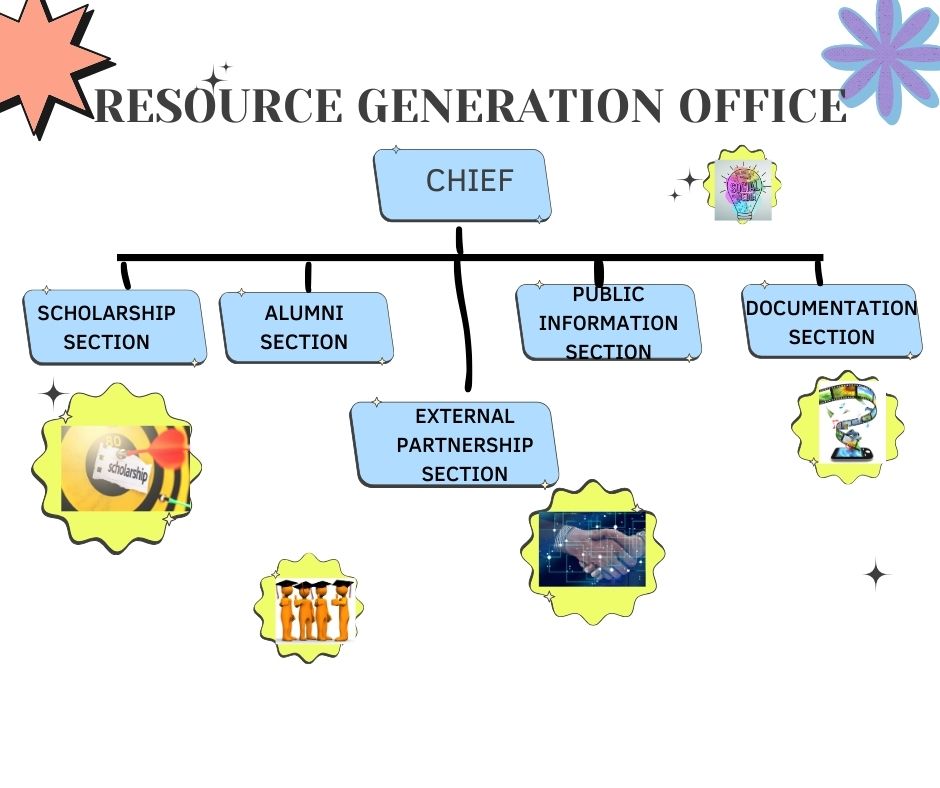 RESOURCE GENERATION OFFICE
CHIEF
SOCIAL
MEDIA
SCHOLARSHIP
SECTION
ALUMNI
SECTION
PUBLIC
INFORMATION
SECTION
DOCUMENTATION
SECTION
EXTERNAL
PARTNERSHIP
SECTION
80
scholarship